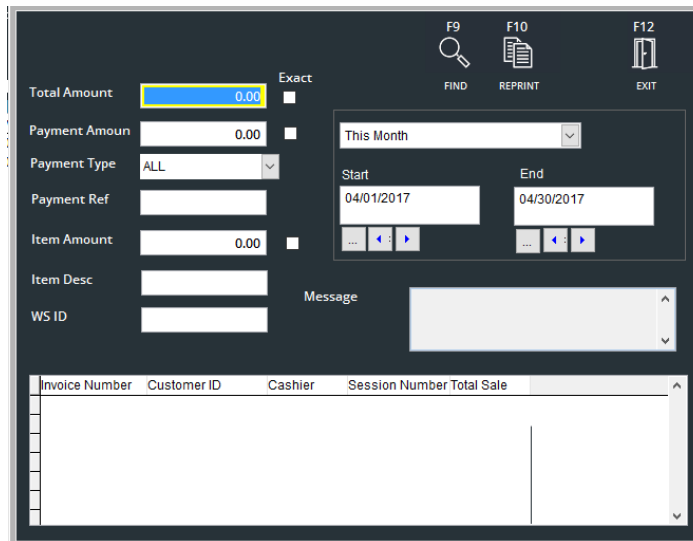 F9 F10 F12
FIND REPRINT EXIT
Exact
Total Amount 0.00
Payment Amoun 0.00
This Month
Payment Type ALL
Start End
Payment Ref
04/01/2017 04/30/2017
Item Amount 0.00
... : ... :
Item Desc
Message
WS ID
Invoice Number Customer ID Cashier Session Number Total Sale